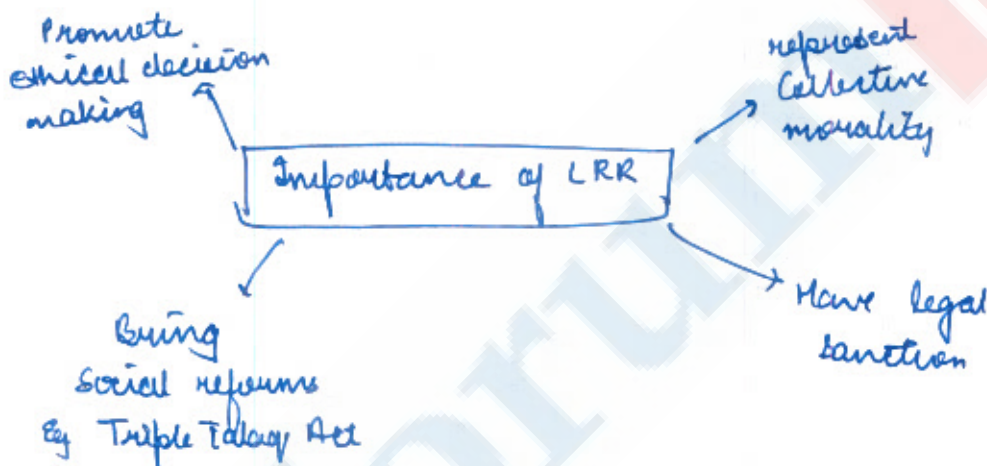 Promote
ethical decision
making
represent
Collective
morality
Importance of LRR
Bring
Social reforms
Eg Triple Talaq Act
Have legal
sanction
forum